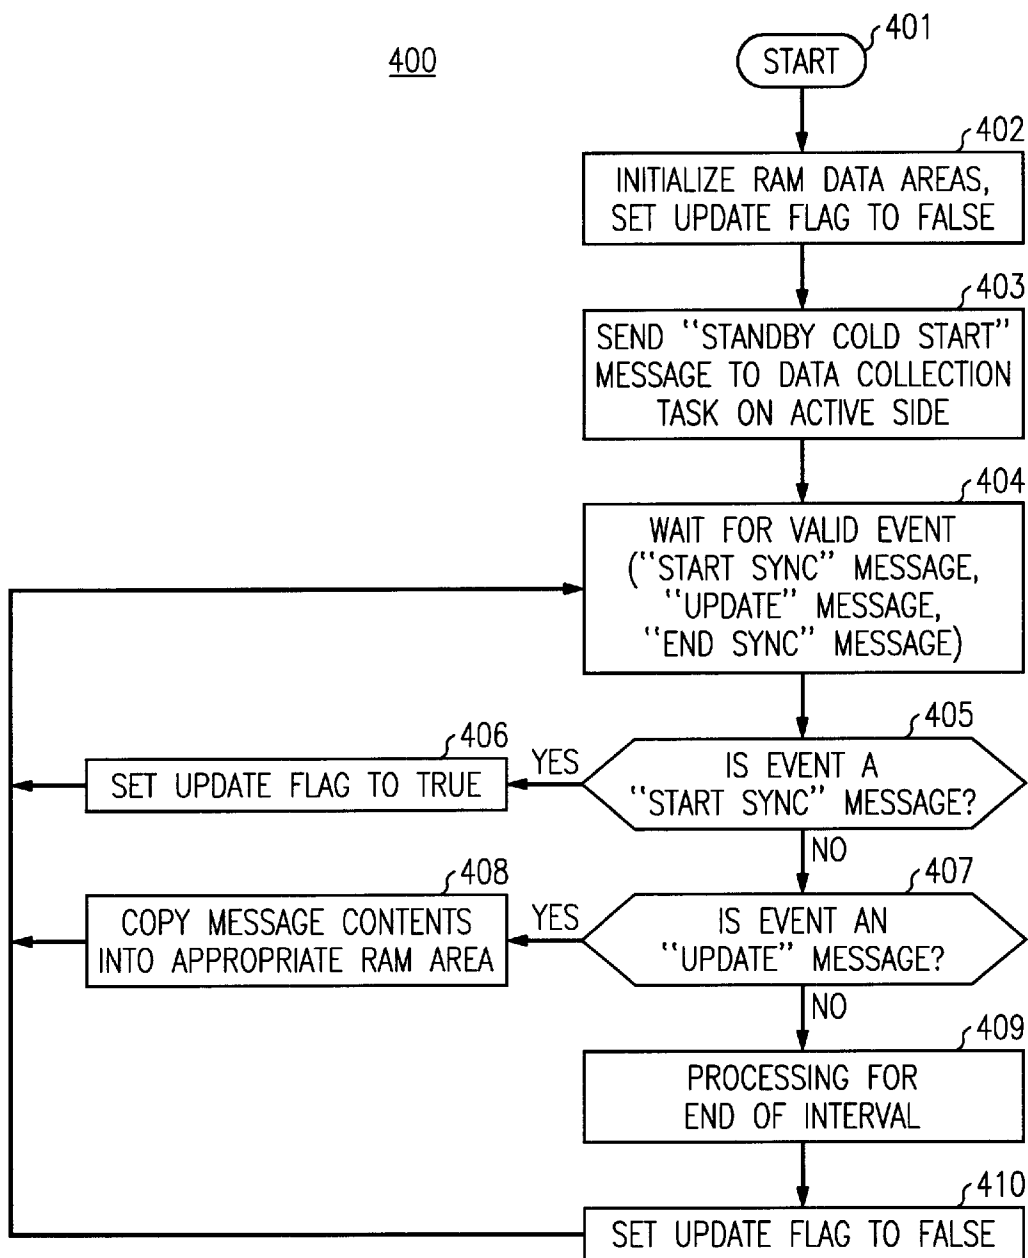 400
401
START
402
INITIALIZE RAM DATA AREAS,
SET UPDATE FLAG TO FALSE
403
SEND "STANDBY COLD START"
MESSAGE TO DATA COLLECTION
TASK ON ACTIVE SIDE
404
WAIT FOR VALID EVENT
("START SYNC" MESSAGE,
"UPDATE" MESSAGE,
"END SYNC" MESSAGE)
405
IS EVENT A
"START SYNC" MESSAGE?
YES
406
SET UPDATE FLAG TO TRUE
NO
407
IS EVENT AN
"UPDATE" MESSAGE?
YES
408
COPY MESSAGE CONTENTS
INTO APPROPRIATE RAM AREA
NO
409
PROCESSING FOR
END OF INTERVAL
410
SET UPDATE FLAG TO FALSE